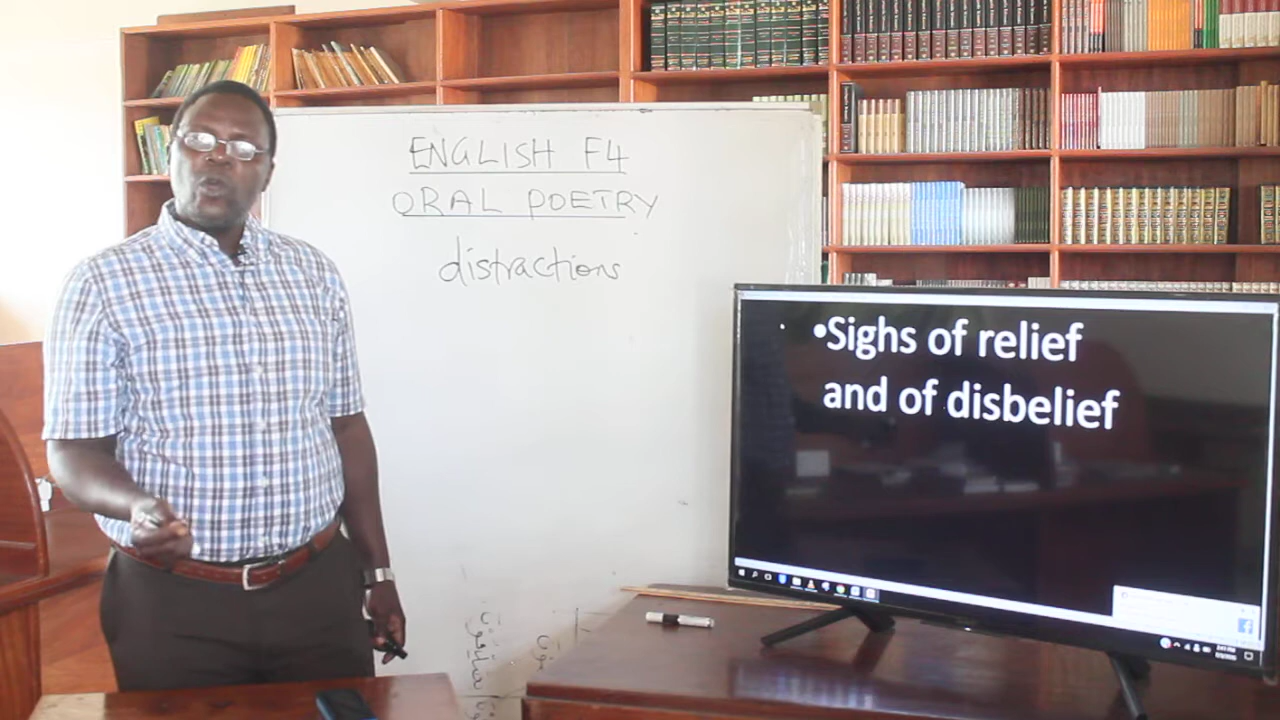 ENGLISH F4
ORAL POETRY
distractions
•Sighs of relief
and of disbelief